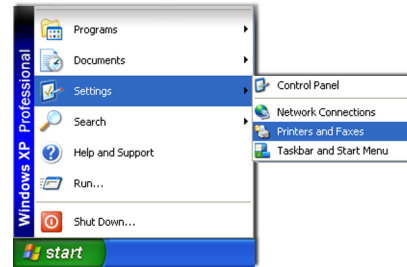 Windows XP Professional
Programs
Documents
Settings
Search
Help and Support
Run...
Shut Down...
Control Panel
Network Connections
Printers and Faxes
Taskbar and Start Menu
start